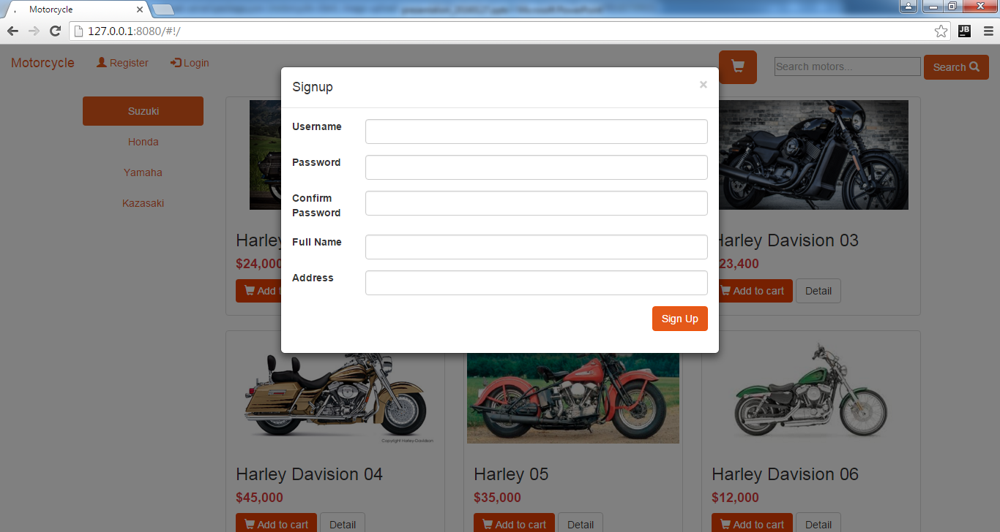 Motorcycle
127.0.0.1:8080/#!/
JB
Motorcycle Register Login
Search motors... Search
Suzuki
Honda
Yamaha
Kazasaki
Signup ×
Username
Password
Confirm
Password
Full Name
Address
Sign Up
$24,000
Add
Harley Davision 03
23,400
Add to cart Detail
Copyright Harley-Davidson
Harley Davision 04 Harley 05 Harley Davision 06
$45,000 $35,000 $12,000
Add to cart Detail Add to cart Detail Add to cart Detail